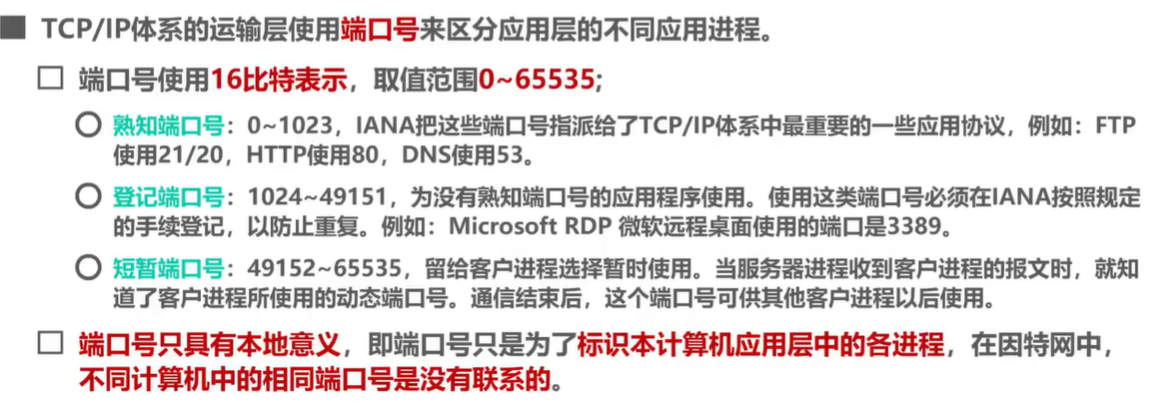 TCP/IP体系的运输层使用端口号来区分应用层的不同应用进程。
端口号使用16比特表示，取值范围0~65535;
熟知端口号：0~1023，IANA把这些端口号指派给了TCP/IP体系中最重要的一些应用协议，例如：FTP
使用21/20，HTTP使用80，DNS使用53。
登记端口号：1024~49151，为没有熟知端口号的应用程序使用。使用这类端口号必须在IANA按照规定
的手续登记，以防止重复。例如：Microsoft RDP 微软远程桌面使用的端口是3389。
短暂端口号：49152~65535，留给客户进程选择暂时使用。当服务器进程收到客户进程的报文时，就知
道了客户进程所使用的动态端口号。通信结束后，这个端口号可供其他客户进程以后使用。
端口号只具有本地意义，即端口号只是为了标识本计算机应用层中的各进程，在因特网中，
不同计算机中的相同端口号是没有联系的。